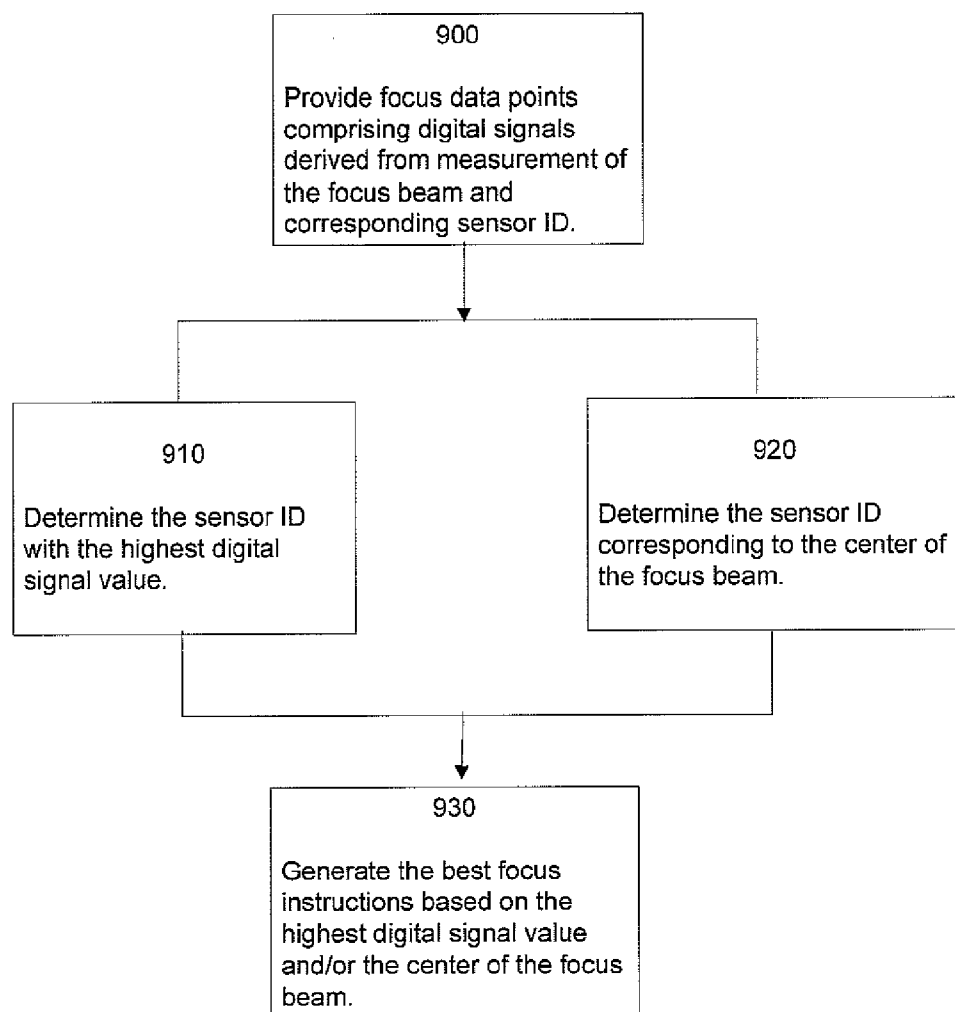 900
Provide focus data points
comprising digital signals
derived from measurement of
the focus beam and
corresponding sensor ID.
910
Determine the sensor ID
with the highest digital
signal value.
920
Determine the sensor ID
corresponding to the center of
the focus beam.
930
Generate the best focus
instructions based on the
highest digital signal value
and/or the center of the focus
beam.